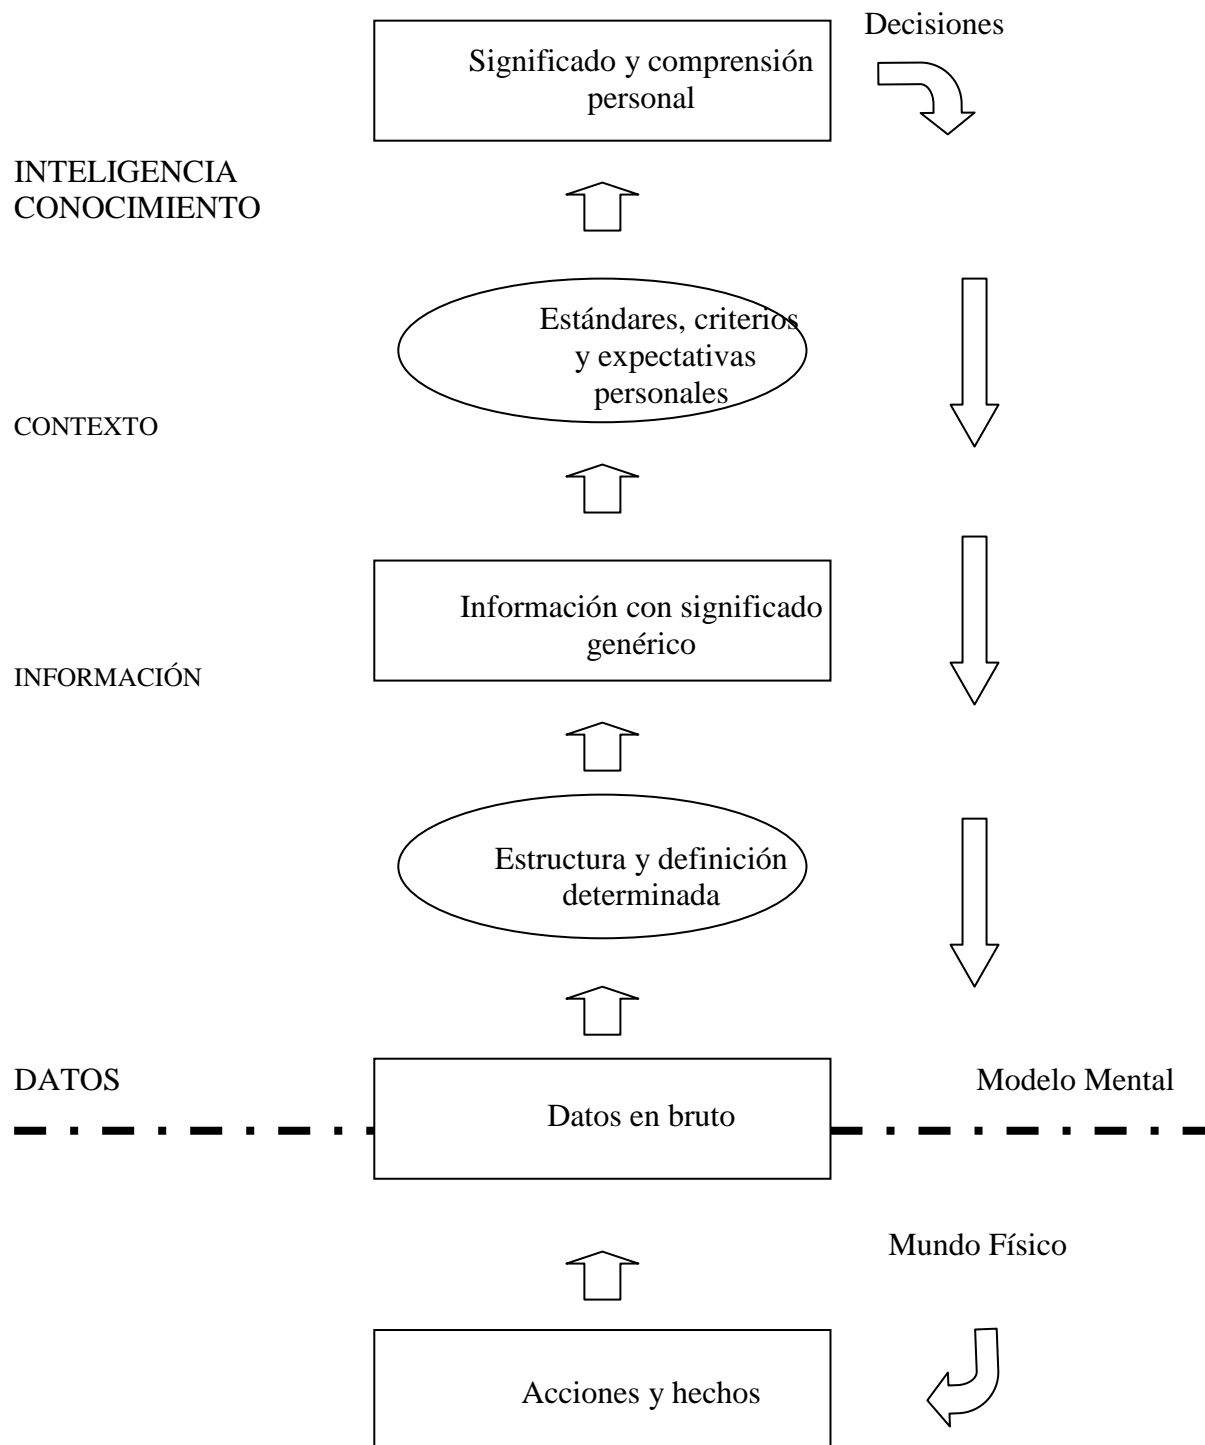 Decisiones
Significado y comprensión
personal
INTELIGENCIA
CONOCIMIENTO
Estándares, criterios
y expectativas
personales
CONTEXTO
Información con significado
genérico
INFORMACIÓN
Estructura y definición
determinada
DATOS
Modelo Mental
Datos en bruto
Mundo Físico
Acciones y hechos